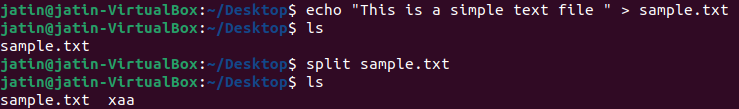 jatin@jatin-VirtualBox:~/Desktop$ echo "This is a simple text file " > sample.txt
jatin@jatin-VirtualBox:~/Desktop$ ls
sample.txt
jatin@jatin-VirtualBox:~/Desktop$ split sample.txt
jatin@jatin-VirtualBox:~/Desktop$ ls
sample.txt  xaa